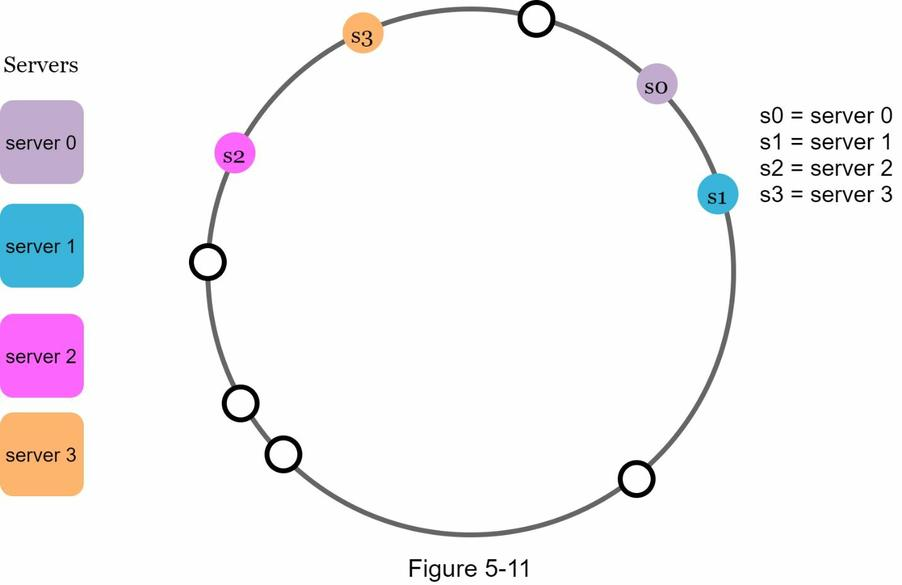 Servers
server 0
server 1
server 2
server 3
s3
s0
s2
s1
s0 = server 0
s1 = server 1
s2 = server 2
s3 = server 3
Figure 5-11